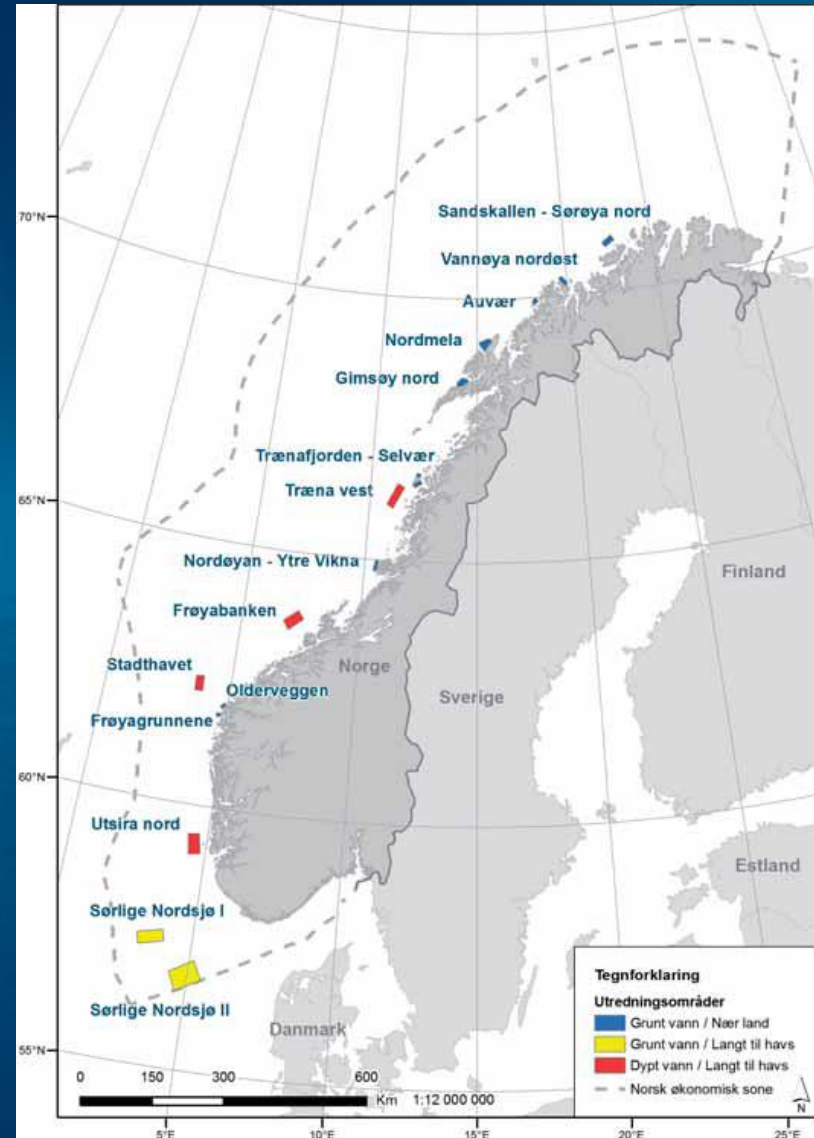 70°N
65°N
60°N
55°N
Sandskallen - Sørøya nord
Vannøya nordøst
Auvær
Nordmela
Gimsøy nord
Trænafjorden - Selvær
Træna vest
Nordøyan - Ytre Vikna
Frøyabanken
Stadthavet
Olderveggen
Frøyagrunnene
Utsira nord
Sørlige Nordsjø I
Sørlige Nordsjø II
Norge
Sverige
Finland
Estland
Danmark
Tegnforklaring
Utredningsområder
Grunt vann / Nær land
Grunt vann / Langt til havs
Dypt vann / Langt til havs
Norsk økonomisk sone
N
0 150 300 600
Km 1:12 000 000
5°E 10°E 15°E 20°E 25°E